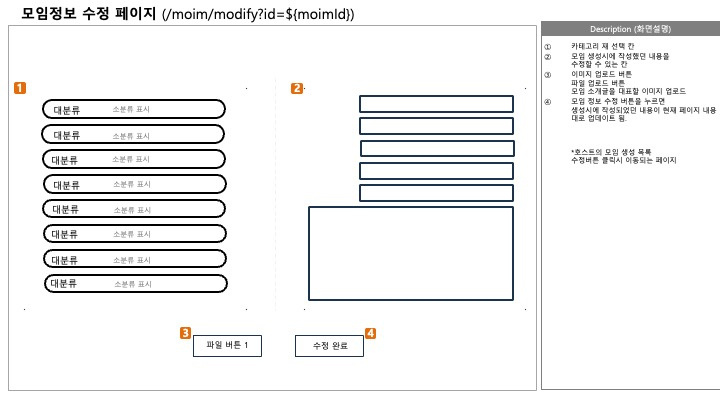 모임정보 수정 페이지 (/moim/modify?id=${moimId})
1
대분류 소분류 표시
대분류 소분류 표시
대분류 소분류 표시
대분류 소분류 표시
대분류 소분류 표시
대분류 소분류 표시
대분류 소분류 표시
대분류 소분류 표시
2
3
파일 버튼 1
수정 완료
4
Description (화면설명)
① 카테고리 재 선택 칸
② 모임 생성시에 작성했던 내용을
수정할 수 있는 칸
③ 이미지 업로드 버튼
파일 업로드 버튼
모임 소개글을 대표할 이미지 업로드
④ 모임 정보 수정 버튼을 누르면
생성시에 작성되었던 내용이 현재 페이지 내용
대로 업데이트 됨.
*호스트의 모임 생성 목록
수정버튼 클릭시 이동되는 페이지